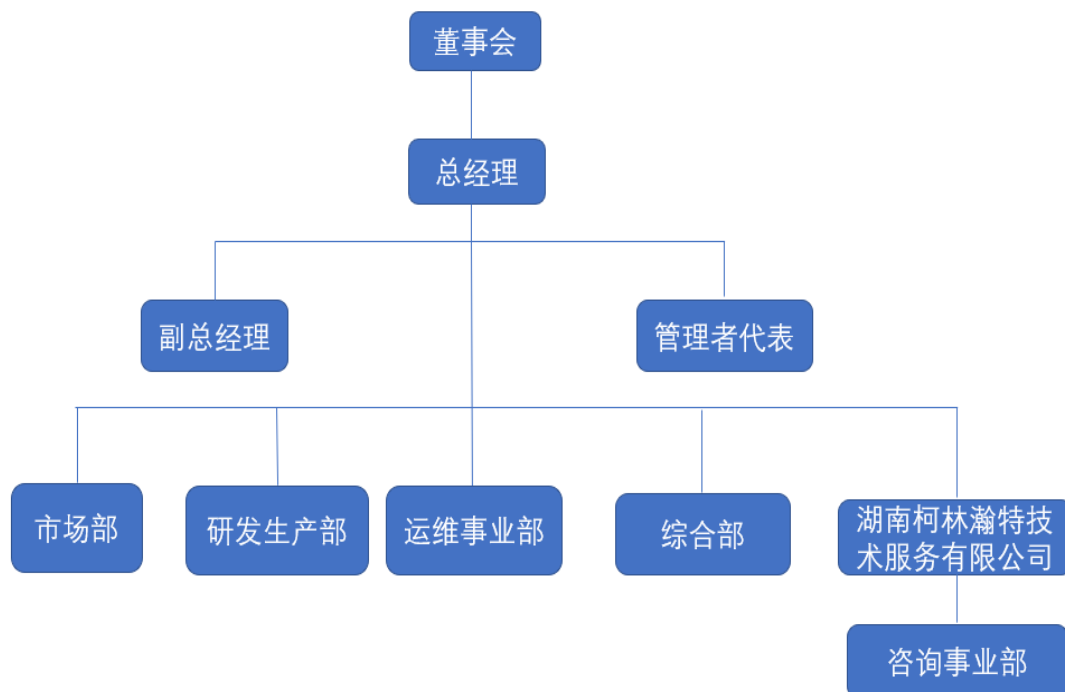 董事会
总经理
副总经理
管理者代表
市场部
研发生产部
运维事业部
综合部
湖南柯林瀚特技
术服务有限公司
咨询事业部